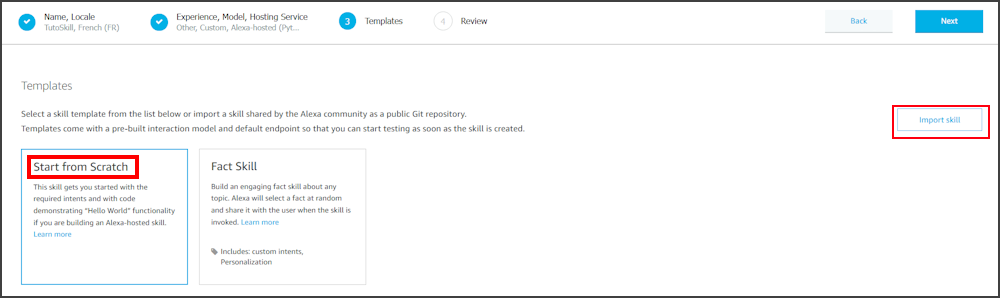 Name, Locale
TutoSkill, French (FR)
Experience, Model, Hosting Service
Other, Custom, Alexa-hosted (Pyt...
3
Templates
4
Review
Back
Next
Templates
Select a skill template from the list below or import a skill shared by the Alexa community as a public Git repository.
Templates come with a pre-built interaction model and default endpoint so that you can start testing as soon as the skill is created.
Import skill
Start from Scratch
This skill gets you started with the
required intents and with code
demonstrating “Hello World” functionality
if you are building an Alexa-hosted skill.
Learn more
Fact Skill
Build an engaging fact skill about any
topic. Alexa will select a fact at random
and share it with the user when the skill is
invoked. Learn more
Includes: custom intents,
Personalization